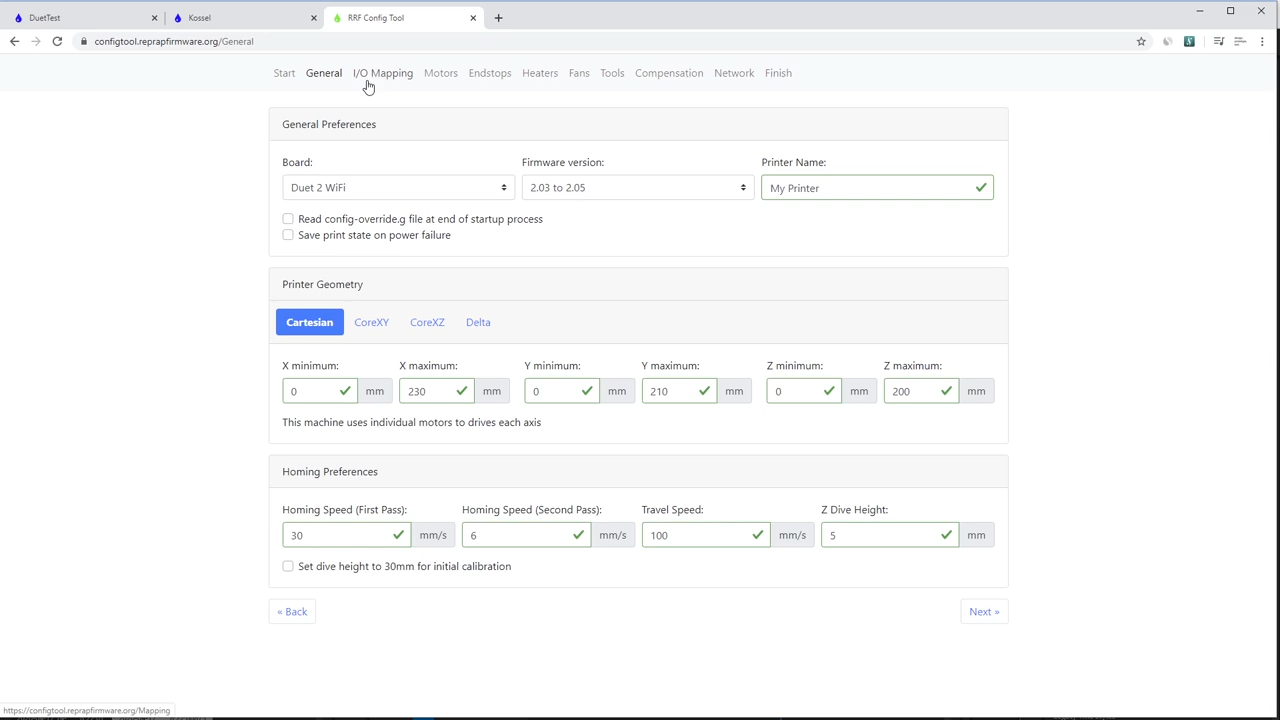 DuetTest
Kossel
RRF Config Tool
configtool.reprapfirmware.org/General
Start General I/O Mapping Motors Endstops Heaters Fans Tools Compensation Network Finish
General Preferences
Board: Firmware version: Printer Name:
Duet 2 WiFi 2.03 to 2.05 My Printer
Read config-override.g file at end of startup process
Save print state on power failure
Printer Geometry
Cartesian CoreXY CoreXZ Delta
X minimum: X maximum: Y minimum: Y maximum: Z minimum: Z maximum:
0 mm 230 mm 0 mm 210 mm 0 mm 200 mm
This machine uses individual motors to drives each axis
Homing Preferences
Homing Speed (First Pass): Homing Speed (Second Pass): Travel Speed: Z Dive Height:
30 mm/s 6 mm/s 100 mm/s 5 mm
Set dive height to 30mm for initial calibration
« Back Next »
https://configtool.reprapfirmware.org/Mapping